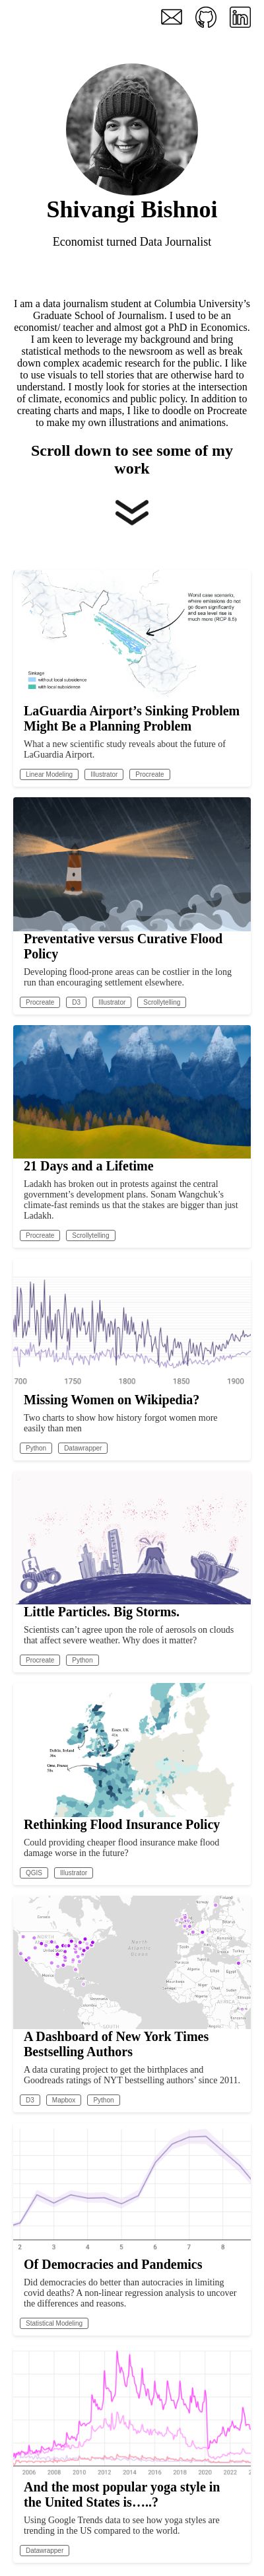 Shivangi Bishnoi
Economist turned Data Journalist
I am a data journalism student at Columbia University’s
Graduate School of Journalism. I used to be an
economist/ teacher and almost got a PhD in Economics.
I am keen to leverage my background and bring
statistical methods to the newsroom as well as break
down complex academic research for the public. I like
to use visuals to tell stories that are otherwise hard to
understand. I mostly look for stories at the intersection
of climate, economics and public policy. In addition to
creating charts and maps, I like to doodle on Procreate
to make my own illustrations and animations.
Scroll down to see some of my
work
Worst case scenario,
where emissions do not
go down significantly
and sea level rise is
much more (RCP 8.5)
Sinkage
without local subsidence
with local subsidence
LaGuardia Airport’s Sinking Problem
Might Be a Planning Problem
What a new scientific study reveals about the future of
LaGuardia Airport.
Linear Modeling Illustrator Procreate
Preventative versus Curative Flood
Policy
Developing flood-prone areas can be costlier in the long
run than encouraging settlement elsewhere.
Procreate D3 Illustrator Scrollytelling
21 Days and a Lifetime
Ladakh has broken out in protests against the central
government’s development plans. Sonam Wangchuk’s
climate-fast reminds us that the stakes are bigger than just
Ladakh.
Procreate Scrollytelling
700 1750 1800 1850 1900
Missing Women on Wikipedia?
Two charts to show how history forgot women more
easily than men
Python Datawrapper
Little Particles. Big Storms.
Scientists can’t agree upon the role of aerosols on clouds
that affect severe weather. Why does it matter?
Procreate Python
Essex, UK
Dublin, Ireland
Rethinking Flood Insurance Policy
Could providing cheaper flood insurance make flood
damage worse in the future?
QGIS Illustrator
North
Atlantic
Ocean
A Dashboard of New York Times
Bestselling Authors
A data curating project to get the birthplaces and
Goodreads ratings of NYT bestselling authors’ since 2011.
D3 Mapbox Python
2 3 4 5 6 7 8
Of Democracies and Pandemics
Did democracies do better than autocracies in limiting
covid deaths? A non-linear regression analysis to uncover
the differences and reasons.
Statistical Modeling
2006 2008 2010 2012 2014 2016 2018 2020 2022
And the most popular yoga style in
the United States is…..?
Using Google Trends data to see how yoga styles are
trending in the US compared to the world.
Datawrapper